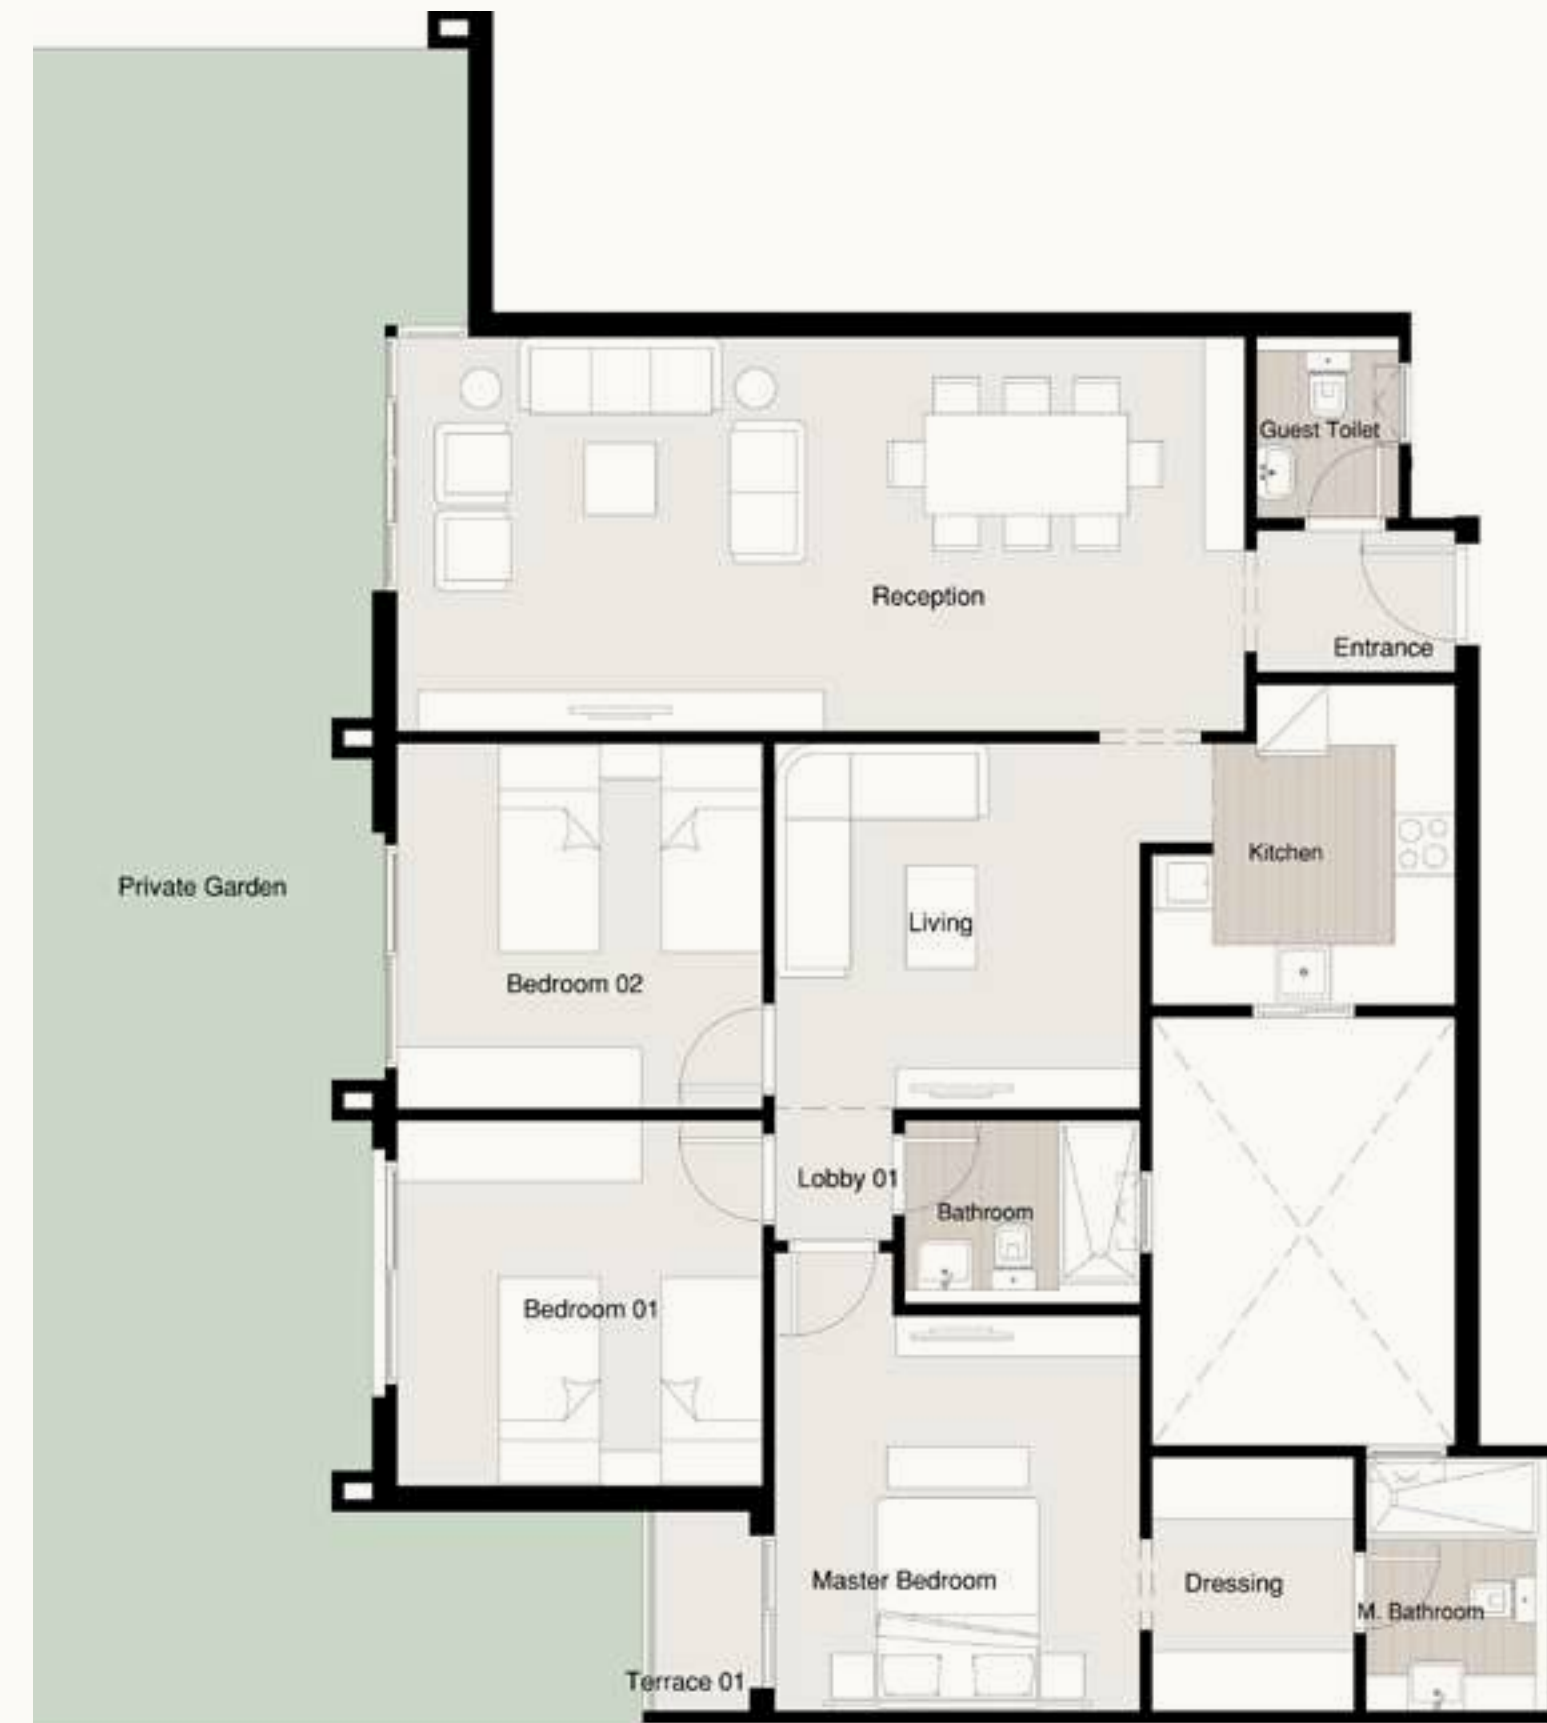 Guest Toilet
Reception
Entrance
Kitchen
Private Garden
Living
Bedroom 02
Lobby 01
Bathroom
Bedroom 01
Master Bedroom
Dressing
M. Bathroom
Terrace 01